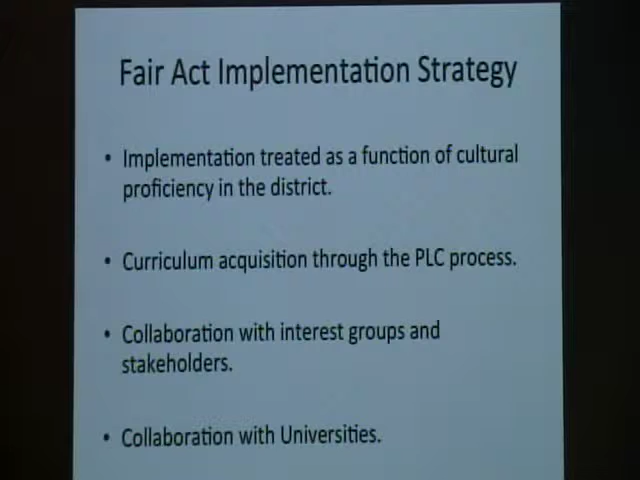 Fair Act Implementation Strategy
• Implementation treated as a function of cultural
proficiency in the district.
• Curriculum acquisition through the PLC process.
• Collaboration with interest groups and
stakeholders.
• Collaboration with Universities.